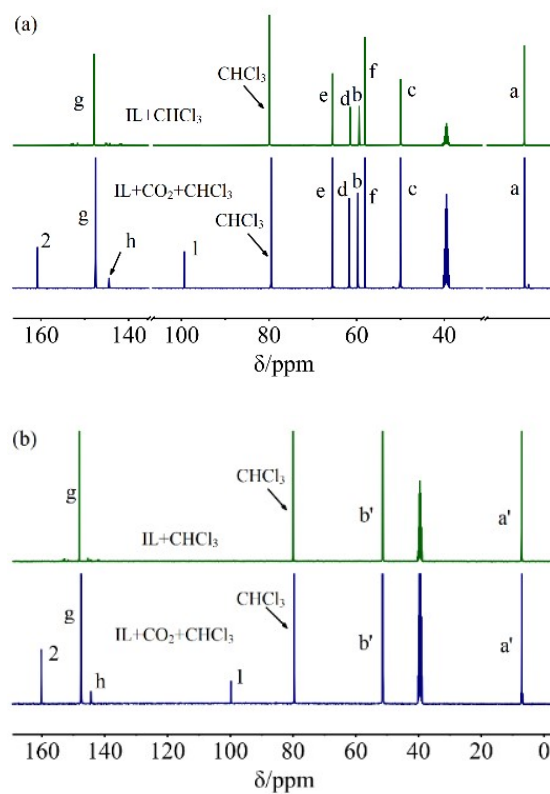 (a)
f
CHCl₃
e
d
b
c
a
g
IL+CHCl₃
f
e
d
b
c
a
g
IL+CO₂+CHCl₃
CHCl₃
2
h
1
160
140
100
80
60
40
δ/ppm
(b)
g
CHCl₃
b'
a'
IL+CHCl₃
g
CHCl₃
b'
a'
IL+CO₂+CHCl₃
2
h
1
160
140
120
100
80
60
40
20
0
δ/ppm